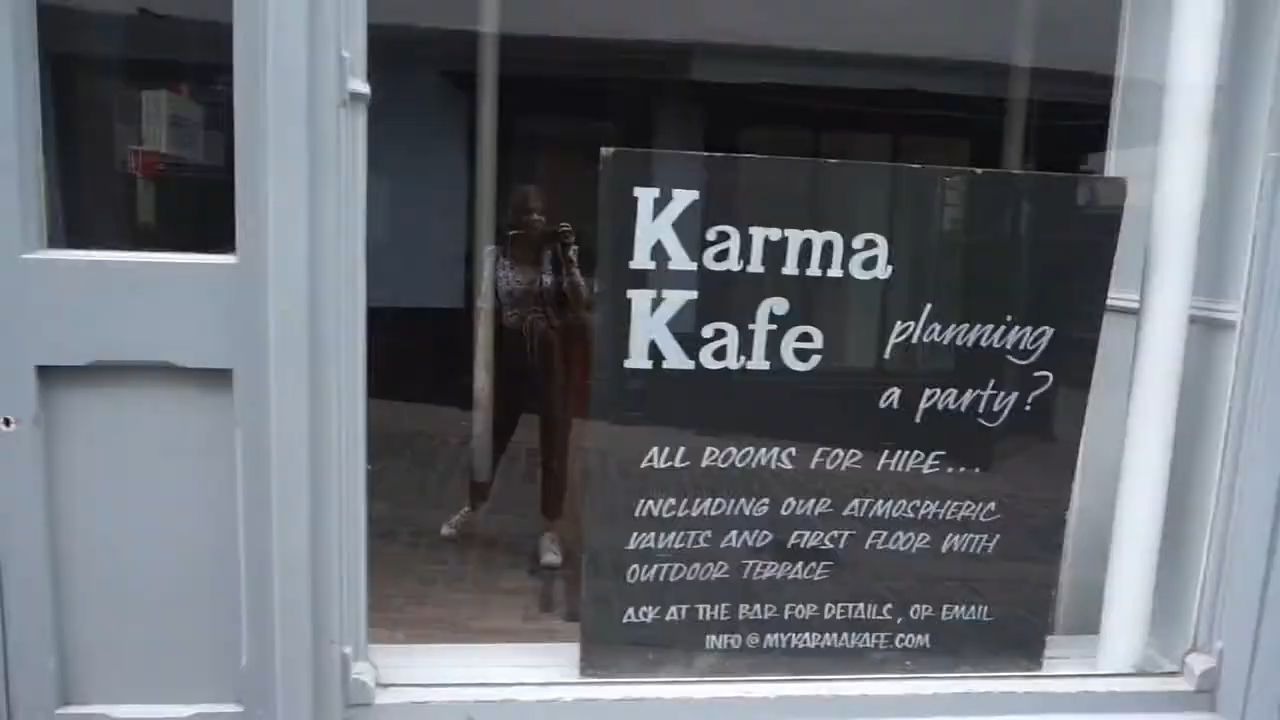 Karma
Kafe
planning
a party?
ALL ROOMS FOR HIRE...
INCLUDING OUR ATMOSPHERIC
VAULTS AND FIRST FLOOR WITH
OUTDOOR TERRACE
ASK AT THE BAR FOR DETAILS, OR EMAIL
INFO@MYKARMAKAFE.COM